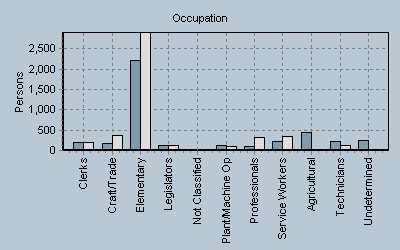 Occupation
Persons
2,500
2,000
1,500
1,000
500
0
Clerks
Craft/Trade
Elementary
Legislators
Not Classified
Plant/Machine Op
Professionals
Service Workers
Agricultural
Technicians
Undetermined